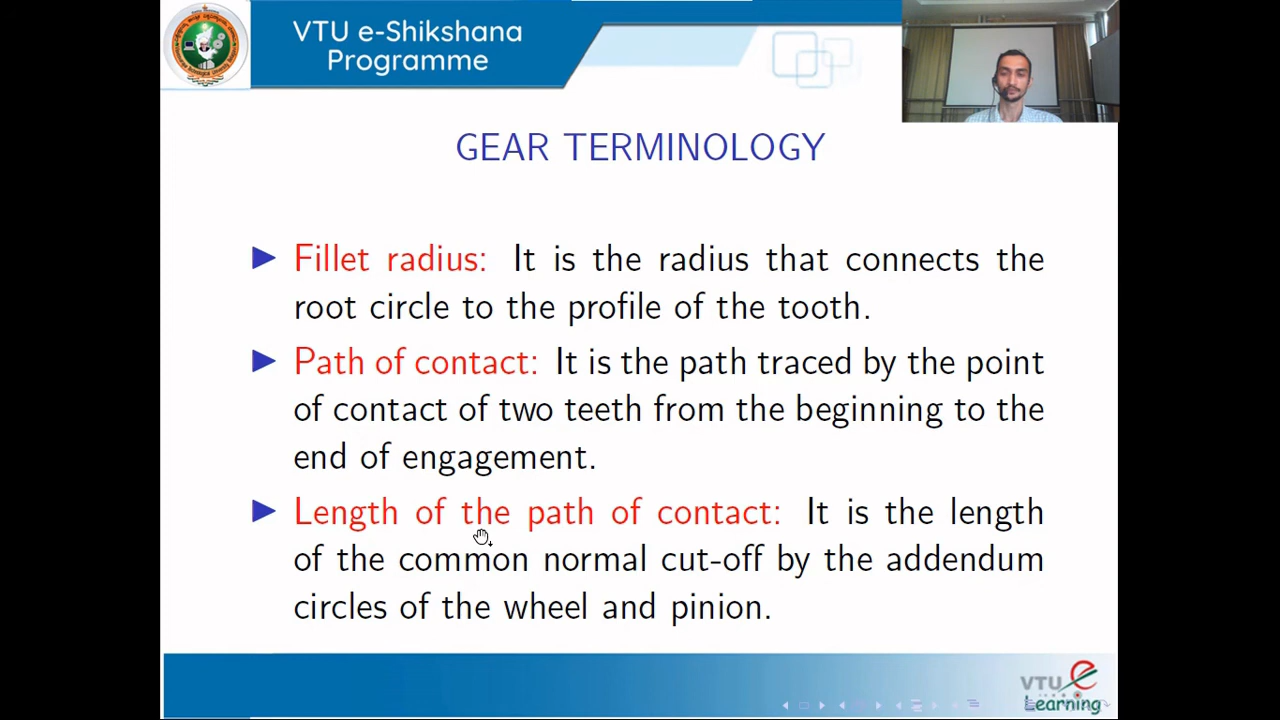 VTU e-Shikshana
Programme
GEAR TERMINOLOGY
Fillet radius: It is the radius that connects the
root circle to the profile of the tooth.
Path of contact: It is the path traced by the point
of contact of two teeth from the beginning to the
end of engagement.
Length of the path of contact: It is the length
of the common normal cut-off by the addendum
circles of the wheel and pinion.
VTU e
Learning